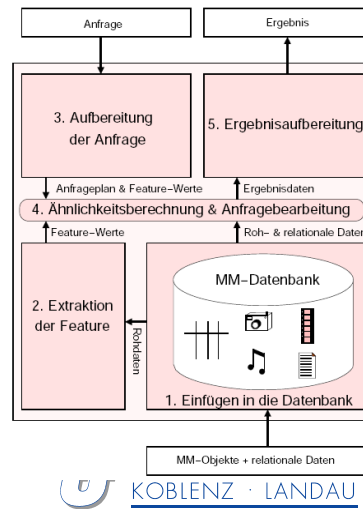 Anfrage
Ergebnis
3. Aufbereitung
der Anfrage
5. Ergebnisaufbereitung
Anfrageplan & Feature-Werte
Ergebnisdaten
4. Ähnlichkeitsberechnung & Anfragebearbeitung
Feature-Werte
Roh- & relationale Daten
MM-Datenbank
2. Extraktion
der Feature
Rohdaten
1. Einfügen in die Datenbank
MM-Objekte + relationale Daten
KOBLENZ · LANDAU